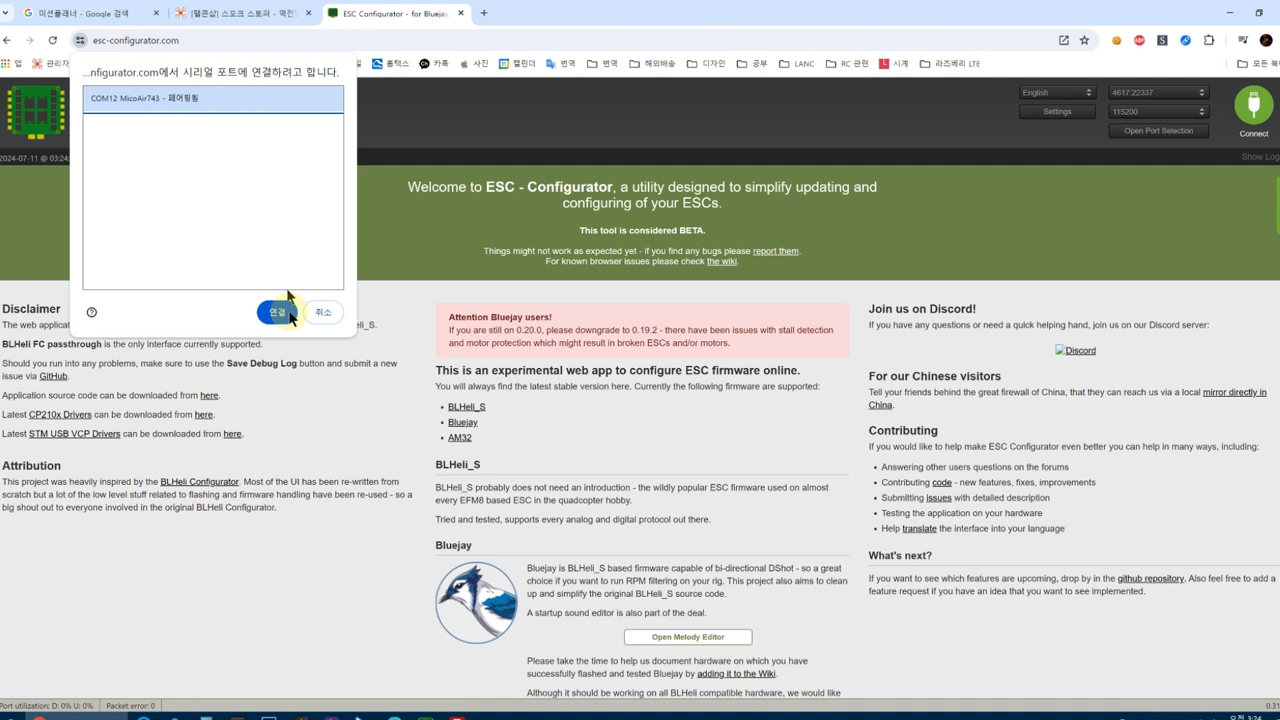 미션플래너 - Google 검색
[팰콘샵] 스모크 스토퍼 - 역전
ESC Configurator - for Bluejay
esc-configurator.com
앱
관리자
홈택스
카톡
사진
캘린더
번역
번역
해외배송
디자인
공부
LANC
RC 관련
시계
라즈베리 LTE
모든 북
...nfigurator.com에서 시리얼 포트에 연결하려고 합니다.
COM12 MicoAir743 - 페어링됨
연결
취소
English
Settings
4617.22337
115200
Open Port Selection
Connect
2024-07-11 @ 03:24:
Show Log
Welcome to ESC - Configurator, a utility designed to simplify updating and
configuring of your ESCs.
This tool is considered BETA.
Things might not work as expected yet - if you find any bugs please report them.
For known browser issues please check the wiki.
Disclaimer
The web applicat
eli_S.
BLHeli FC passthrough is the only interface currently supported.
Should you run into any problems, make sure to use the Save Debug Log button and submit a new
issue via GitHub.
Application source code can be downloaded from here.
Latest CP210x Drivers can be downloaded from here.
Latest STM USB VCP Drivers can be downloaded from here.
Attribution
This project was heavily inspired by the BLHeli Configurator. Most of the UI has been re-written from
scratch but a lot of the low level stuff related to flashing and firmware handling have been re-used - so a
big shout out to everyone involved in the original BLHeli Configurator.
Attention Bluejay users!
If you are still on 0.20.0, please downgrade to 0.19.2 - there have been issues with stall detection
and motor protection which might result in broken ESCs and/or motors.
This is an experimental web app to configure ESC firmware online.
You will always find the latest stable version here. Currently the following firmware are supported:
• BLHeli_S
• Bluejay
• AM32
BLHeli_S
BLHeli_S probably does not need an introduction - the wildly popular ESC firmware used on almost
every EFM8 based ESC in the quadcopter hobby.
Tried and tested, supports every analog and digital protocol out there.
Bluejay
Bluejay is BLHeli_S based firmware capable of bi-directional DShot - so a great
choice if you want to run RPM filtering on your rig. This project also aims to clean
up and simplify the original BLHeli_S source code.
A startup sound editor is also part of the deal.
Open Melody Editor
Please take the time to help us document hardware on which you have
successfully flashed and tested Bluejay by adding it to the Wiki.
Although it should be working on all BLHeli compatible hardware, we would like
Join us on Discord!
If you have any questions or need a quick helping hand, join us on our Discord server:
Discord
For our Chinese visitors
Tell your friends behind the great firewall of China, that they can reach us via a local mirror directly in
China.
Contributing
If you would like to help make ESC Configurator even better you can help in many ways, including:
• Answering other users questions on the forums
• Contributing code - new features, fixes, improvements
• Submitting issues with detailed description
• Testing the application on your hardware
• Help translate the interface into your language
What's next?
If you want to see which features are upcoming, drop by in the github repository. Also feel free to add a
feature request if you have an idea that you want to see implemented.
Port utilization: D: 0% U: 0%
Packet error: 0
0.31
오전 3:24